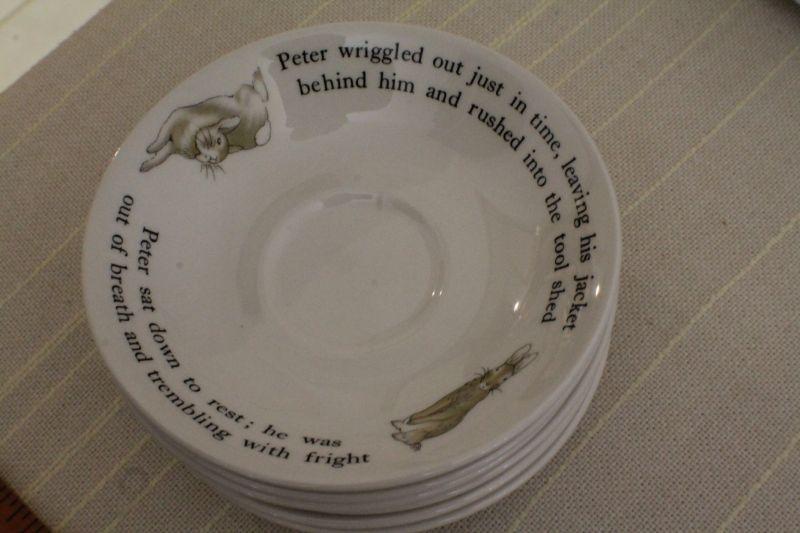 Peter wriggled out just in time, leaving his jacket
behind him and rushed into the tool shed
Peter sat down to rest; he was
out of breath and trembling with fright